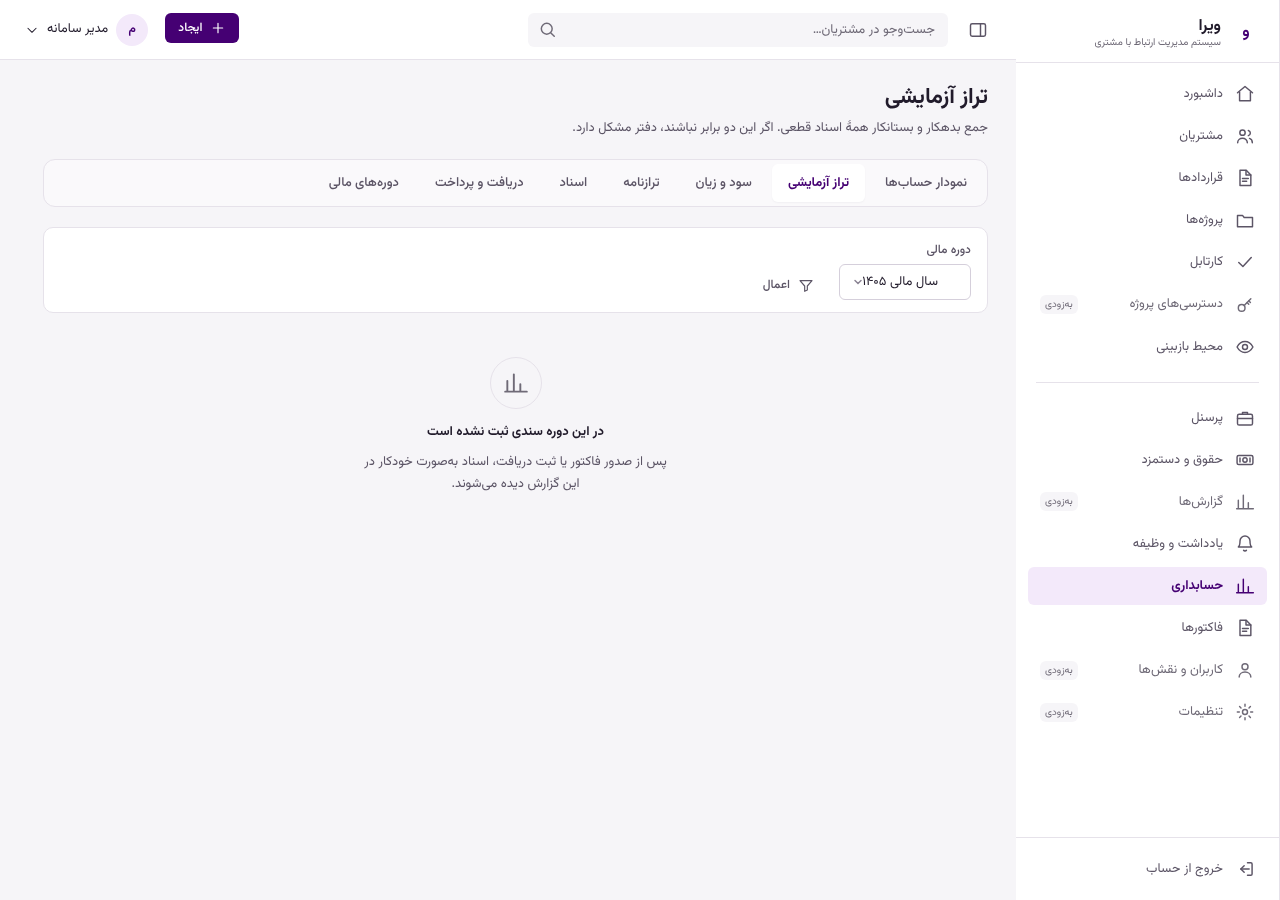 و
ویرا
سیستم مدیریت ارتباط با مشتری
داشبورد
مشتریان
قراردادها
پروژه‌ها
کارتابل
دسترسی‌های پروژه
به‌زودی
محیط بازبینی
پرسنل
حقوق و دستمزد
گزارش‌ها
به‌زودی
یادداشت و وظیفه
حسابداری
فاکتورها
کاربران و نقش‌ها
به‌زودی
تنظیمات
به‌زودی
خروج از حساب
جست‌وجو در مشتریان…
ایجاد
م
مدیر سامانه
تراز آزمایشی
جمع بدهکار و بستانکار همهٔ اسناد قطعی. اگر این دو برابر نباشند، دفتر مشکل دارد.
نمودار حساب‌ها
تراز آزمایشی
سود و زیان
ترازنامه
اسناد
دریافت و پرداخت
دوره‌های مالی
دوره مالی
سال مالی ۱۴۰۵
اعمال
در این دوره سندی ثبت نشده است
پس از صدور فاکتور یا ثبت دریافت، اسناد به‌صورت خودکار در
این گزارش دیده می‌شوند.